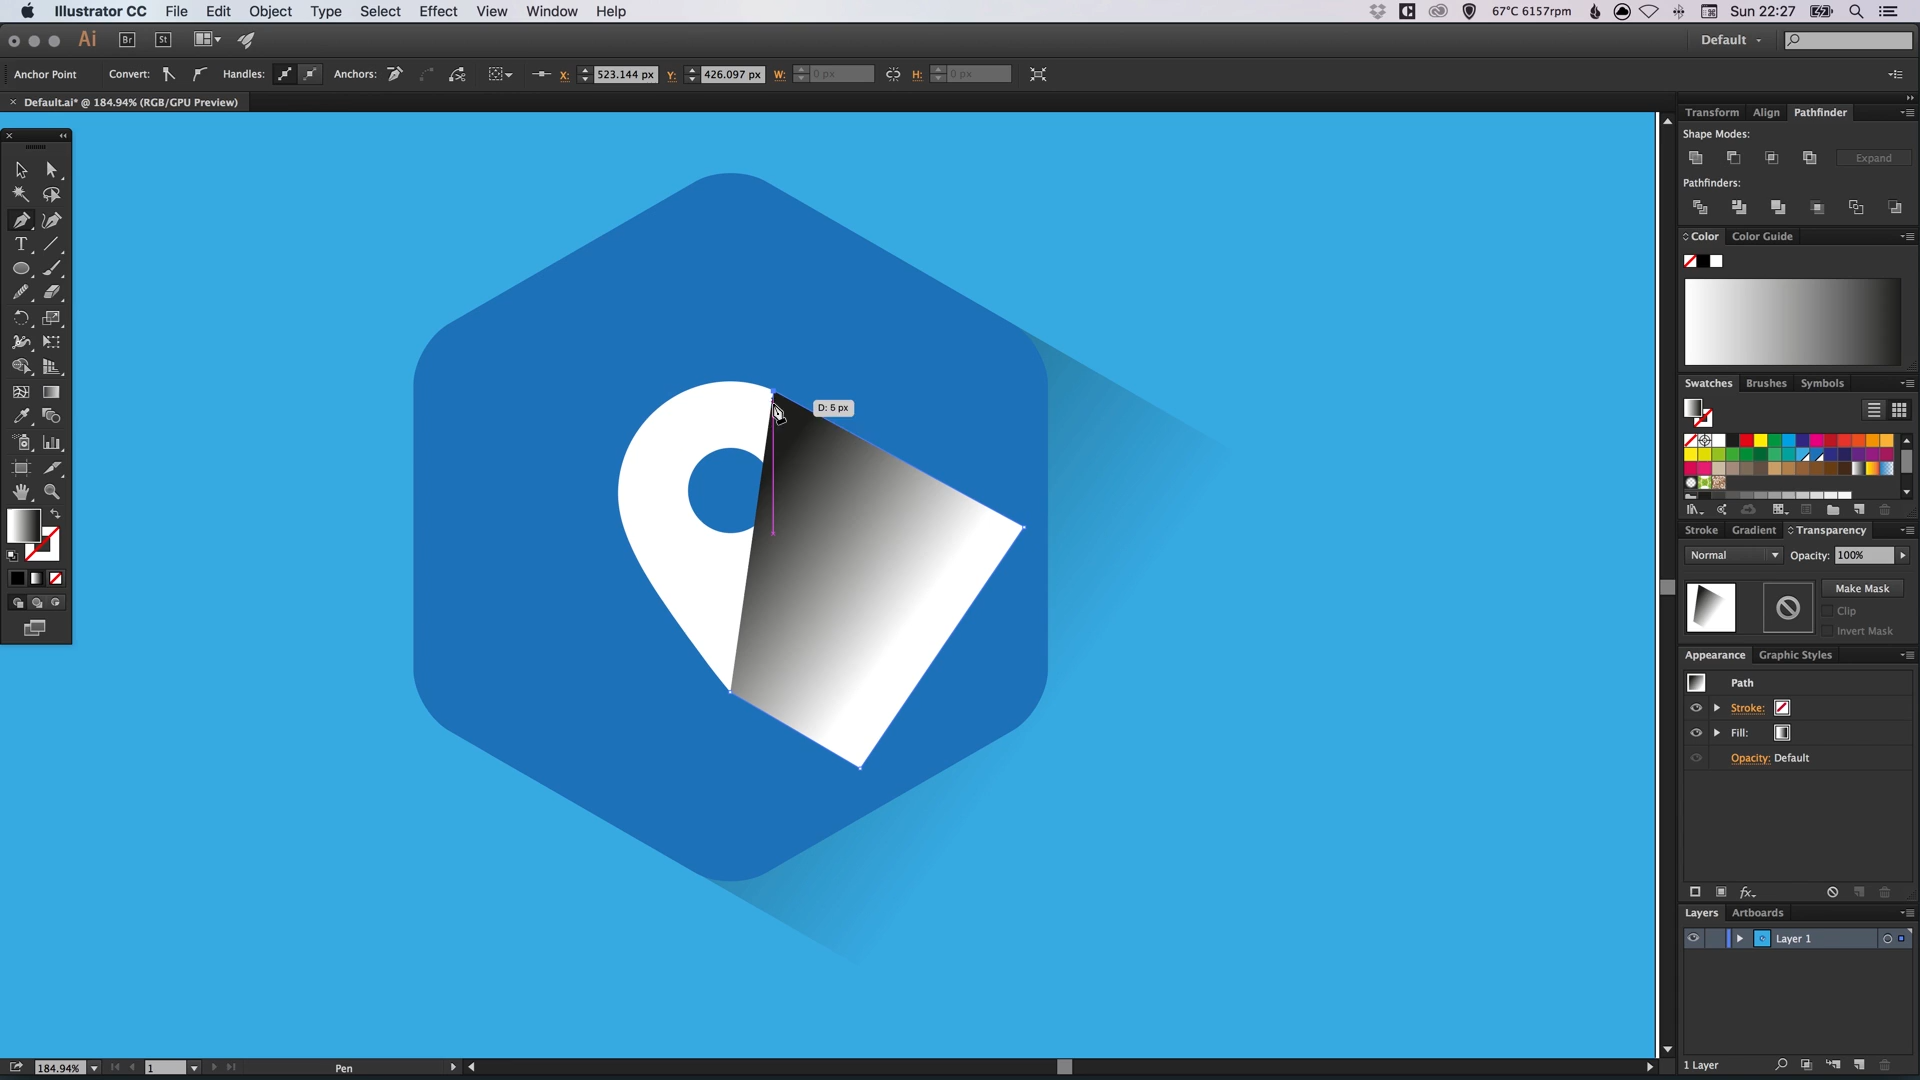 Illustrator CC File Edit Object Type Select Effect View Window Help 67°C 6157rpm Sun 22:27
Ai Br St Default
Anchor Point Convert: Handles: Anchors: X: 523.144 px Y: 426.097 px W: 0 px H: 0 px
× Default.ai* @ 184.94% (RGB/GPU Preview)
Transform Align Pathfinder
Shape Modes:
Expand
Pathfinders:
Color Color Guide
Swatches Brushes Symbols
D: 5 px
Stroke Gradient Transparency
Normal Opacity: 100%
Make Mask
Clip
Invert Mask
Appearance Graphic Styles
Path
Stroke:
Fill:
Opacity: Default
fx
Layers Artboards
Layer 1
184.94% 1 Pen 1 Layer